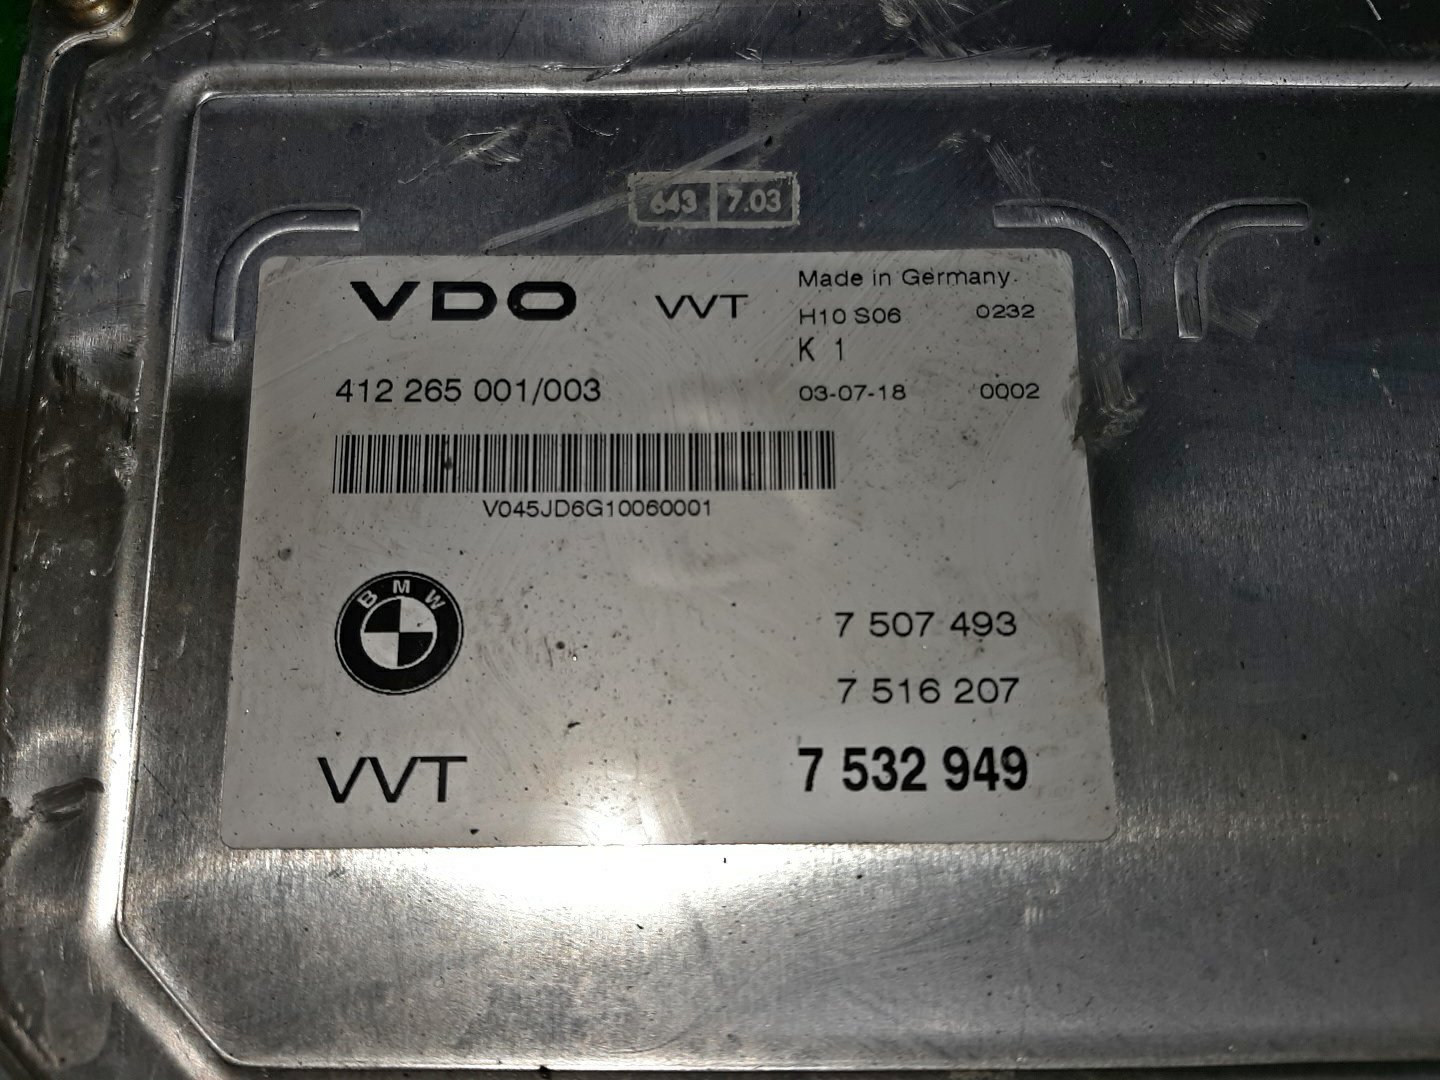 643 7.03
VDO VVT Made in Germany
H10 S06 0232
K 1
412 265 001/003 03-07-18 0002
V045JD6G10060001
BMW
7 507 493
7 516 207
VVT 7 532 949